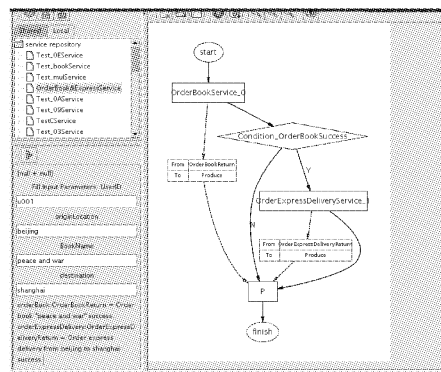 Shared Local
service repository
Test_0EService
Test_bookService
Test_mulService
OrderBook&ExpressService
Test_0AService
Test_09Service
TestCService
Test_03Service
(null + null)
Fill Input Parameters UserID
u001
originLocation
beijing
BookName
peace and war
destination
shanghai
orderBook:OrderBookReturn = Order
book "peace and war" success
orderExpressDelivery:OrderExpressD
eliveryReturn = Order express
delivery from beijing to shanghai
success
start
OrderBookService_0
Condition_OrderBookSuccess
From OrderBookReturn
To Produce
Y
N
OrderExpressDeliveryService_1
From OrderExpressDeliveryReturn
To Produce
P
finish